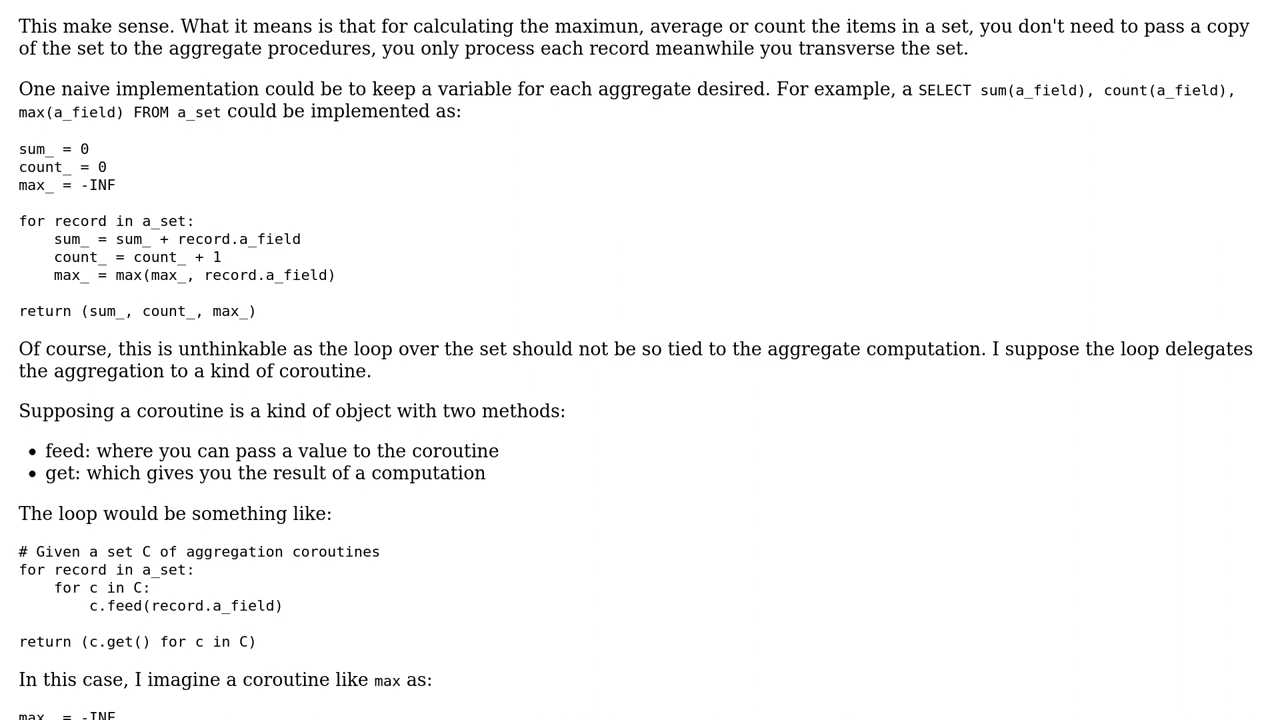 This make sense. What it means is that for calculating the maximun, average or count the items in a set, you don't need to pass a copy
of the set to the aggregate procedures, you only process each record meanwhile you transverse the set.
One naive implementation could be to keep a variable for each aggregate desired. For example, a SELECT sum(a_field), count(a_field),
max(a_field) FROM a_set could be implemented as:
sum_ = 0
count_ = 0
max_ = -INF
for record in a_set:
    sum_ = sum_ + record.a_field
    count_ = count_ + 1
    max_ = max(max_, record.a_field)
return (sum_, count_, max_)
Of course, this is unthinkable as the loop over the set should not be so tied to the aggregate computation. I suppose the loop delegates
the aggregation to a kind of coroutine.
Supposing a coroutine is a kind of object with two methods:
• feed: where you can pass a value to the coroutine
• get: which gives you the result of a computation
The loop would be something like:
# Given a set C of aggregation coroutines
for record in a_set:
    for c in C:
        c.feed(record.a_field)
return (c.get() for c in C)
In this case, I imagine a coroutine like max as:
max_ = -INF